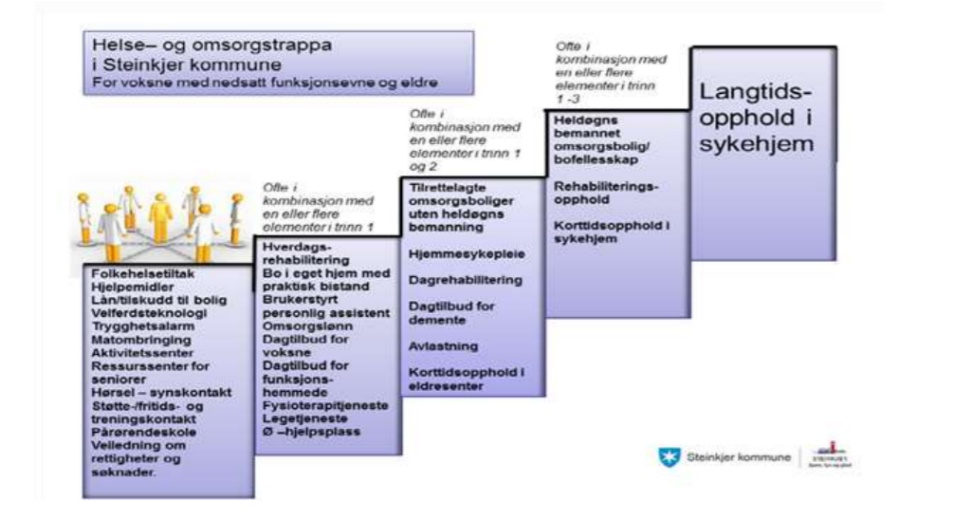 Helse– og omsorgstrappa
i Steinkjer kommune
For voksne med nedsatt funksjonsevne og eldre
Folkehelsetiltak
Hjelpemidler
Lån/tilskudd til bolig
Velferdsteknologi
Trygghetsalarm
Matombringing
Aktivitetssenter
Ressurssenter for
seniorer
Hørsel – synskontakt
Støtte-/fritids- og
treningskontakt
Pårørendeskole
Veiledning om
rettigheter og
søknader.
Ofte i
kombinasjon med
en eller flere
elementer i trinn 1
Hverdags-
rehabilitering
Bo i eget hjem med
praktisk bistand
Brukerstyrt
personlig assistent
Omsorgslønn
Dagtilbud for
voksne
Dagtilbud for
funksjons-
hemmede
Fysioterapitjeneste
Legetjeneste
Ø –hjelpsplass
Ofte i
kombinasjon med
en eller flere
elementer i trinn 1
og 2
Tilrettelagte
omsorgsboliger
uten heldøgns
bemanning
Hjemmesykepleie
Dagrehabilitering
Dagtilbud for
demente
Avlastning
Korttidsopphold i
eldresenter
Ofte i
kombinasjon med
en eller flere
elementer i trinn
1 -3
Heldøgns
bemannet
omsorgsbolig/
bofellesskap
Rehabiliterings-
opphold
Korttidsopphold i
sykehjem
Langtids-
opphold i
sykehjem
Steinkjer kommune